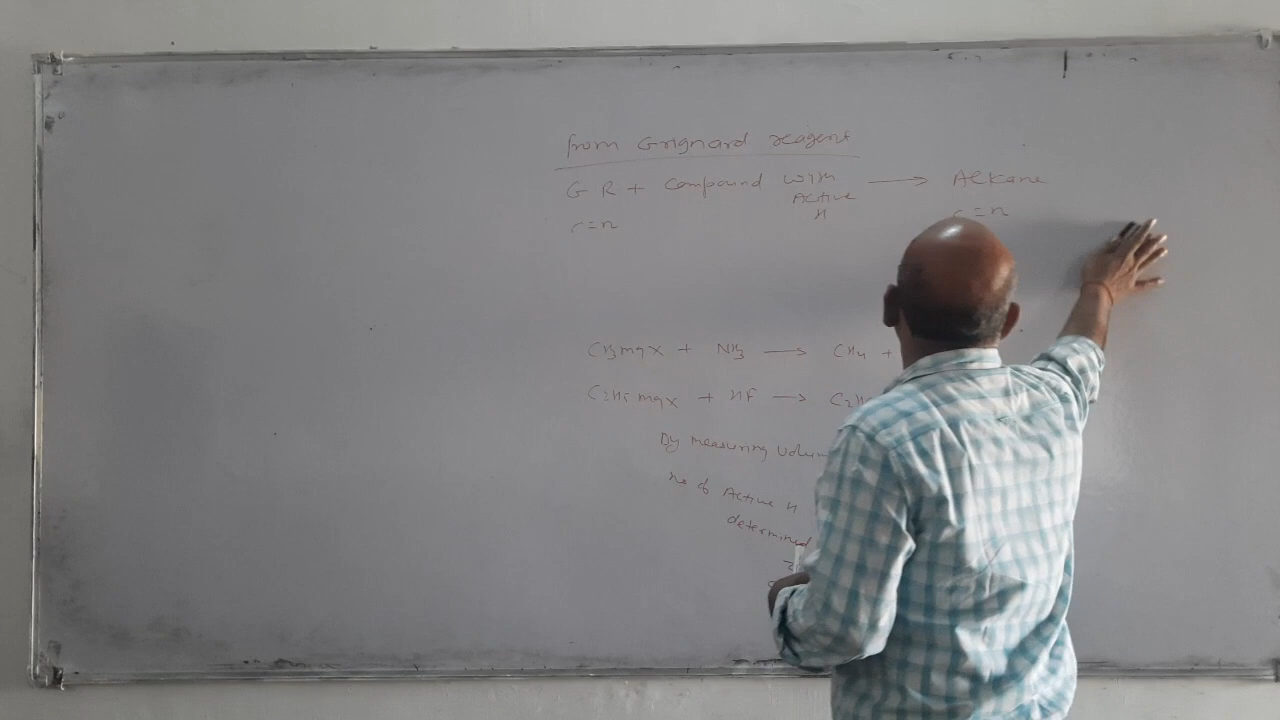 from Grignard reagent
G R + Compound with Active H ⟶ Alkane
c=n c=n
CH3mgX + NH3 ⟶ CH4 +
C2H5mgX + HF ⟶ C2H
By measuring volum
no of Active H
determined